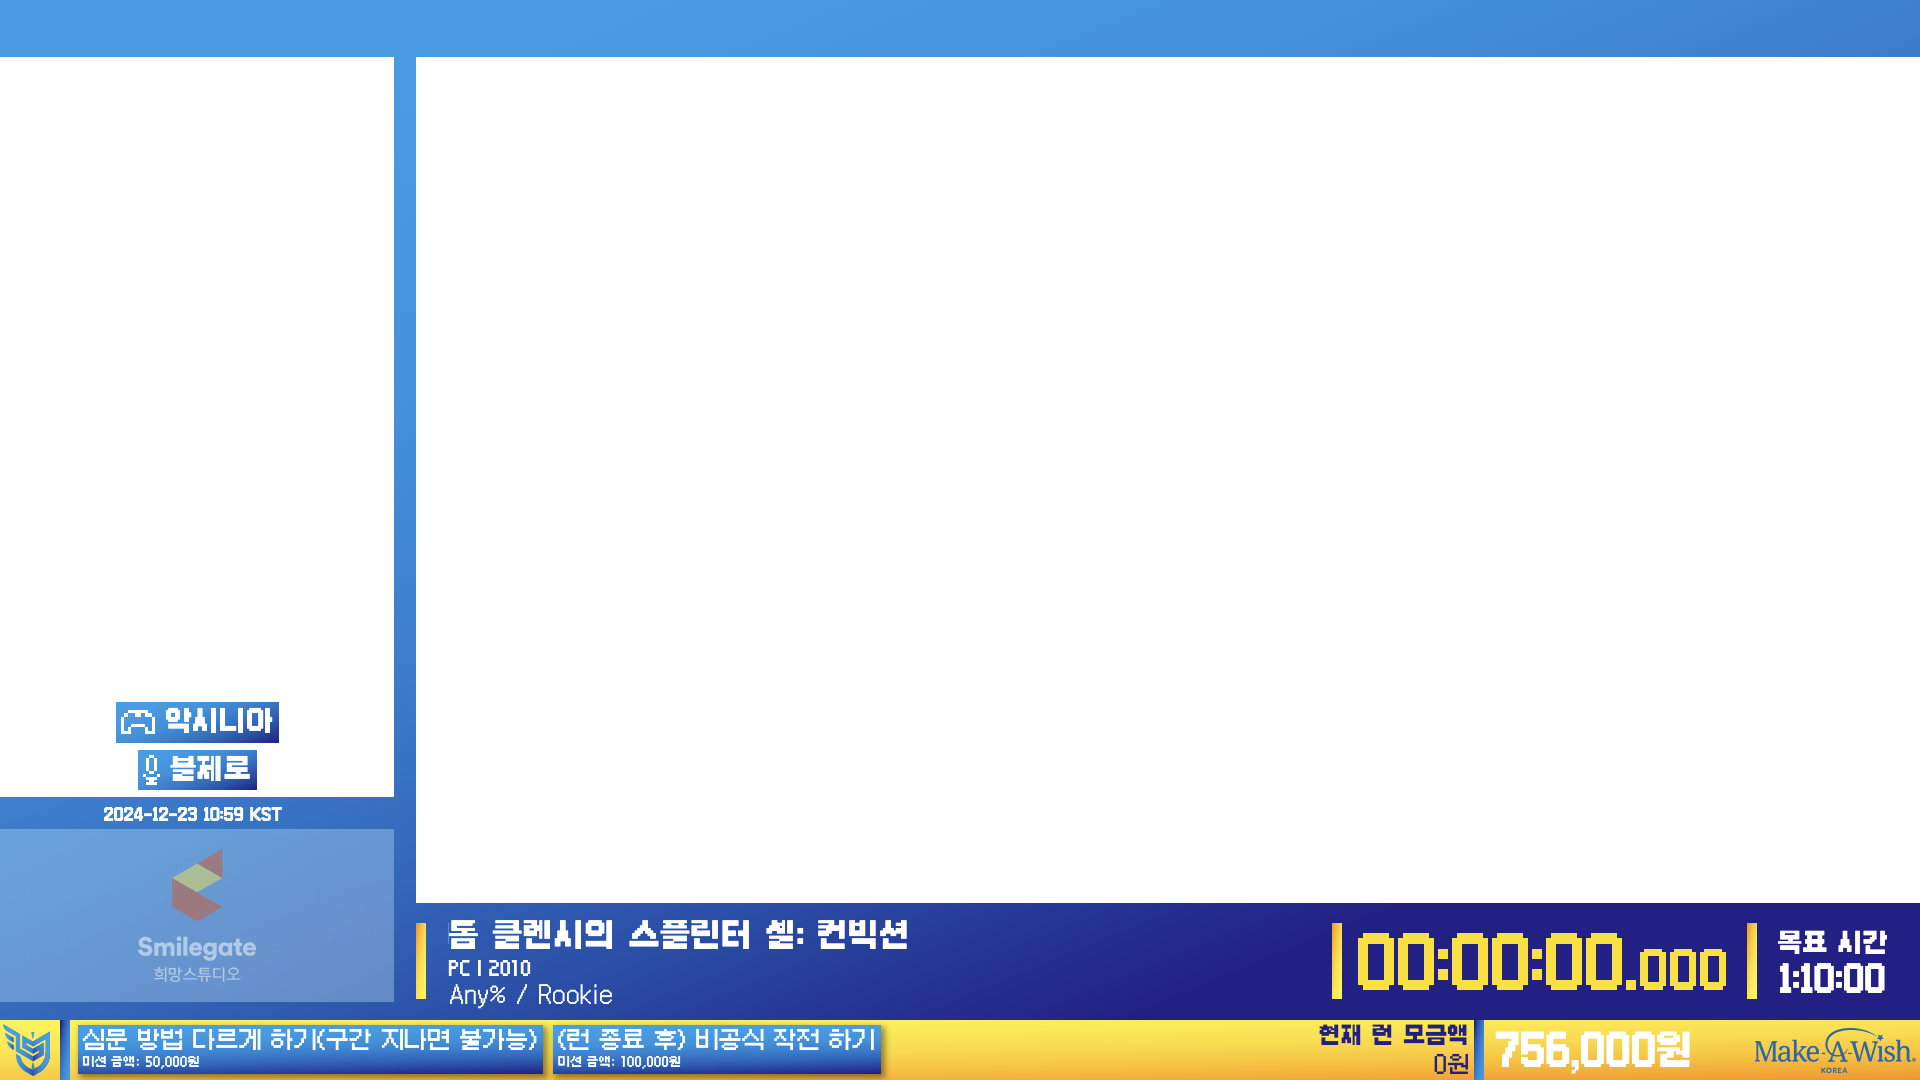 악시니아
블제로
2024-12-23 10:59 KST
Smilegate
희망스튜디오
돔 클렌시의 스플린터 셀: 컨빅션
PC | 2010
Any% / Rookie
00:00:00.000
목표 시간
1:10:00
심문 방법 다르게 하기(구간 지나면 불가능)
미션 금액: 50,000원
(런 종료 후) 비공식 작전 하기
미션 금액: 100,000원
현재 런 모금액
0원
756,000원
Make-A-Wish.
KOREA